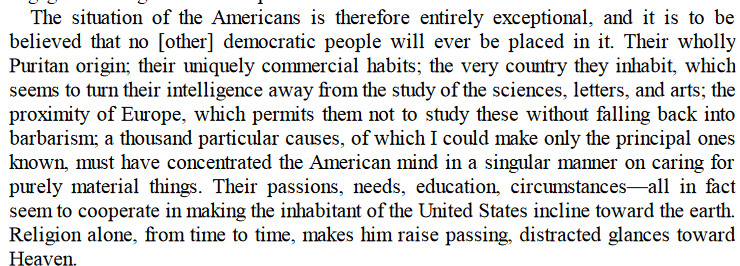 The situation of the Americans is therefore entirely exceptional, and it is to be
believed that no [other] democratic people will ever be placed in it. Their wholly
Puritan origin; their uniquely commercial habits; the very country they inhabit, which
seems to turn their intelligence away from the study of the sciences, letters, and arts; the
proximity of Europe, which permits them not to study these without falling back into
barbarism; a thousand particular causes, of which I could make only the principal ones
known, must have concentrated the American mind in a singular manner on caring for
purely material things. Their passions, needs, education, circumstances—all in fact
seem to cooperate in making the inhabitant of the United States incline toward the earth.
Religion alone, from time to time, makes him raise passing, distracted glances toward
Heaven.